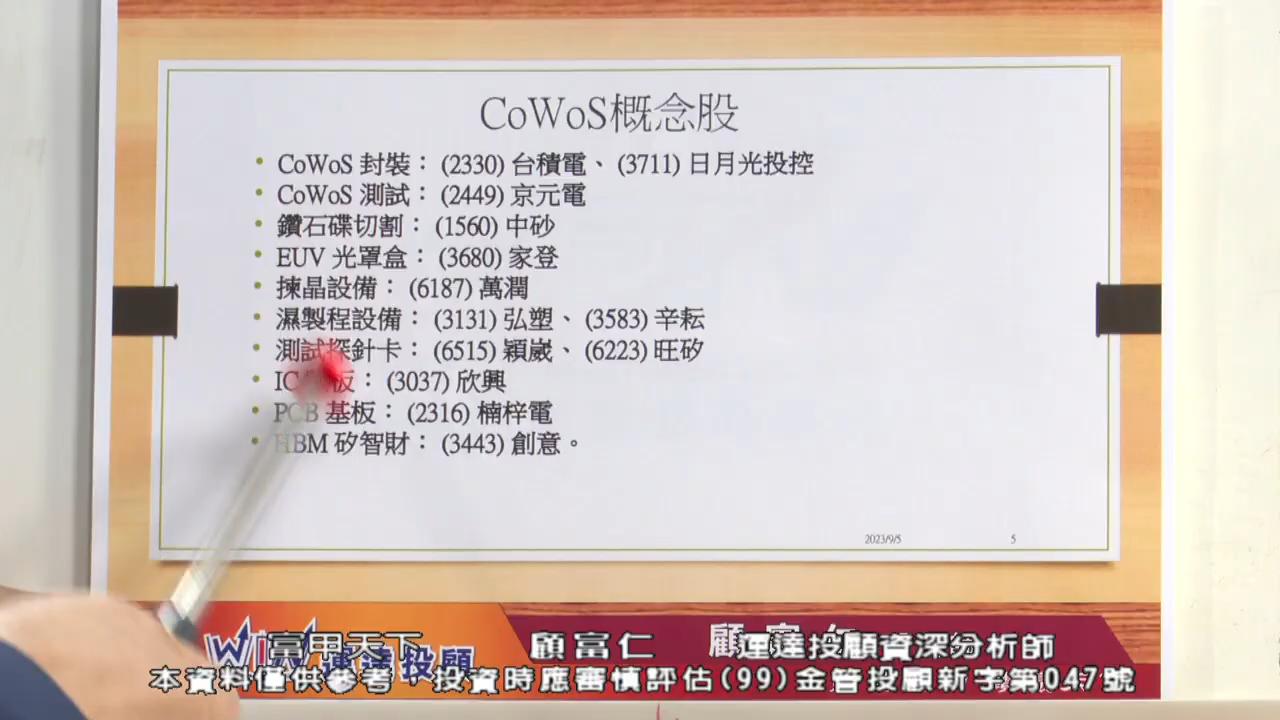 CoWoS概念股
• CoWoS 封裝： (2330) 台積電、 (3711) 日月光投控
• CoWoS 測試： (2449) 京元電
• 鑽石碟切割： (1560) 中砂
• EUV 光罩盒： (3680) 家登
• 揀晶設備： (6187) 萬潤
• 濕製程設備： (3131) 弘塑、 (3583) 辛耘
• 測試探針卡： (6515) 穎崴、 (6223) 旺矽
• IC 板： (3037) 欣興
• PCB 基板： (2316) 楠梓電
• HBM 矽智財： (3443) 創意。
2023/9/5 5
WIN 運達投顧
富甲天下 顧富仁 運達投顧資深分析師
本資料僅供參考，投資時應審慎評估(99)金管投顧新字第047號